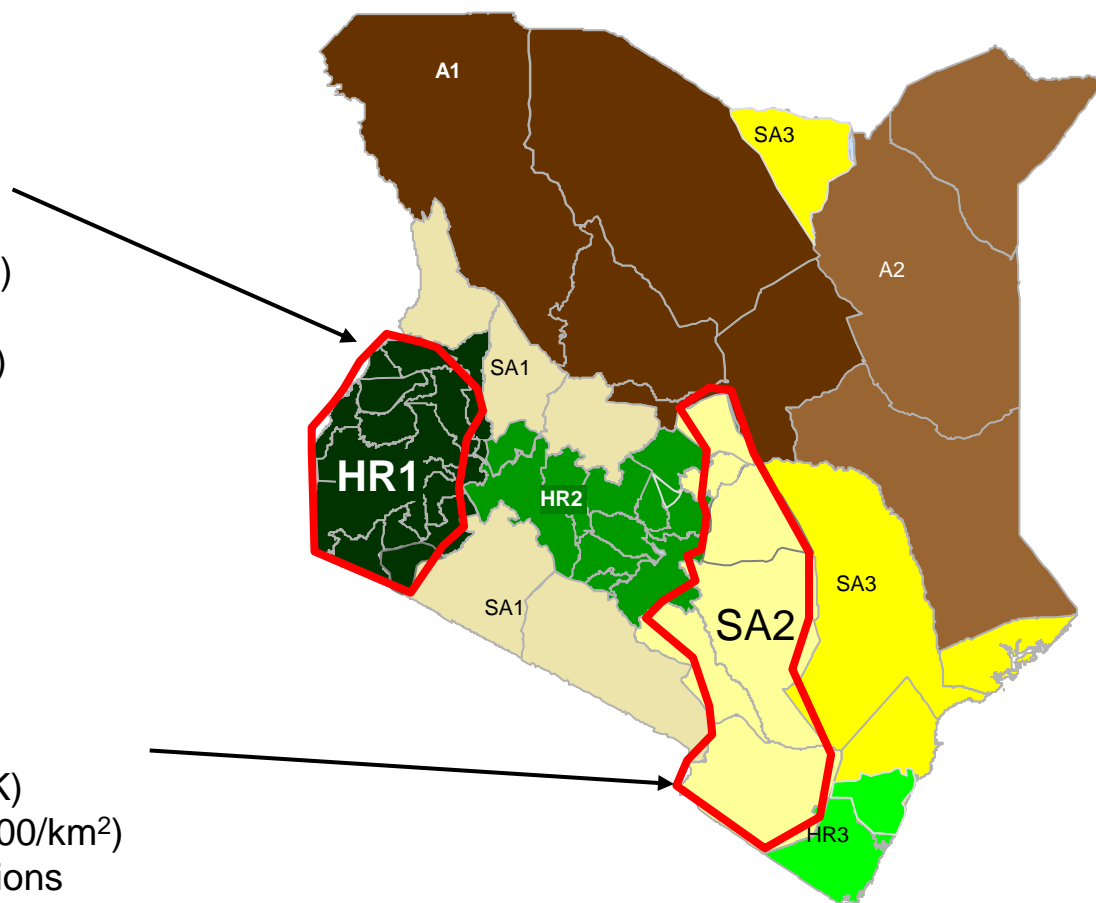 A1
SA3
)
A2
)
SA1
HR1
HR2
SA3
SA1
SA2
K)
00/km²)
HR3
ions